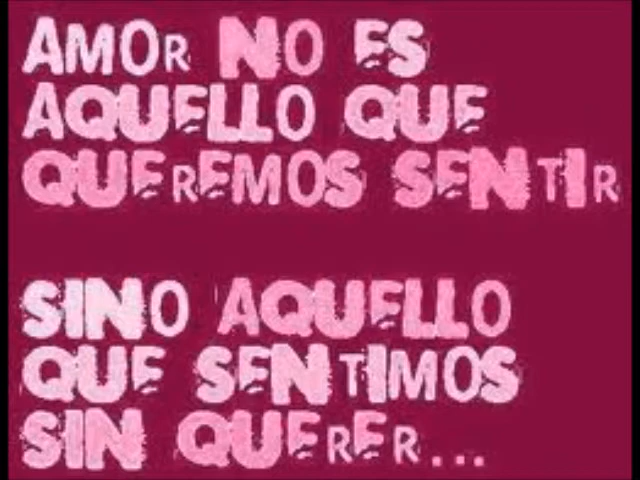 AMOR NO ES
AQUELLO QUE
QUEREMOS SENTIR
SINO AQUELLO
QUE SENTIMOS
SIN QUERER...